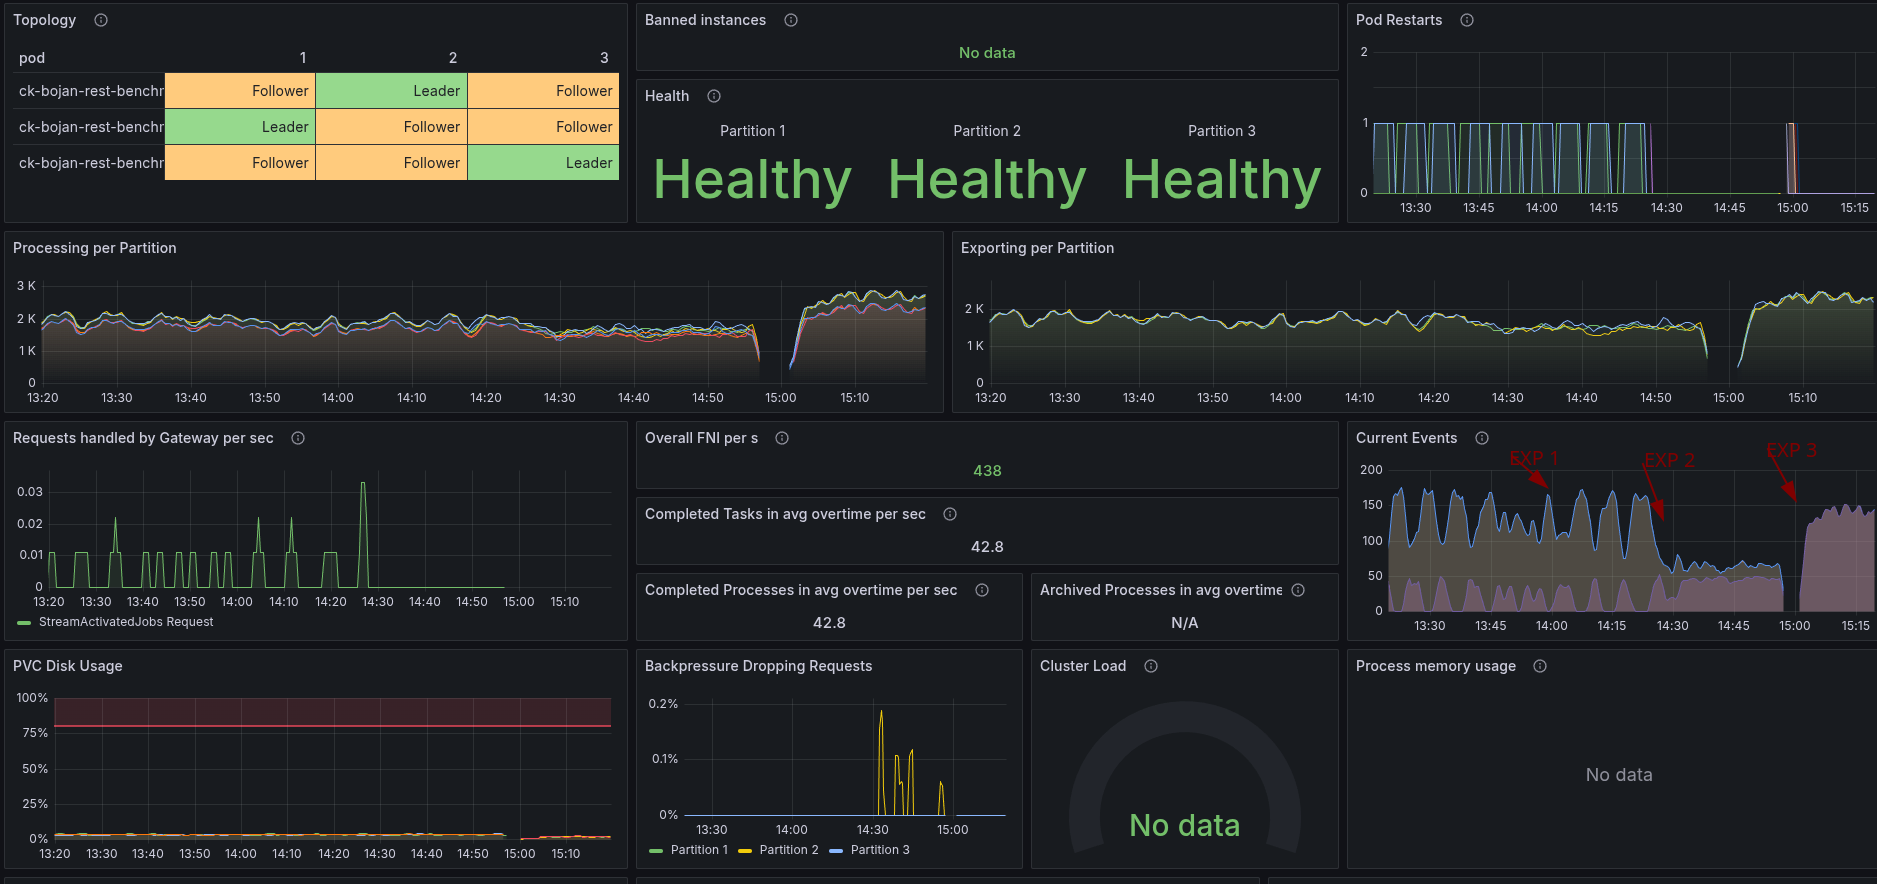 Topology
pod 1 2 3
ck-bojan-rest-benchr Follower Leader Follower
ck-bojan-rest-benchr Leader Follower Follower
ck-bojan-rest-benchr Follower Follower Leader
Banned instances
No data
Health
Partition 1 Partition 2 Partition 3
Healthy Healthy Healthy
Pod Restarts
2
1
0
13:30 13:45 14:00 14:15 14:30 14:45 15:00 15:15
Processing per Partition
3 K
2 K
1 K
0
13:20 13:30 13:40 13:50 14:00 14:10 14:20 14:30 14:40 14:50 15:00 15:10
Exporting per Partition
2 K
1 K
0
13:20 13:30 13:40 13:50 14:00 14:10 14:20 14:30 14:40 14:50 15:00 15:10
Requests handled by Gateway per sec
0.03
0.02
0.01
0
13:20 13:30 13:40 13:50 14:00 14:10 14:20 14:30 14:40 14:50 15:00 15:10
StreamActivatedJobs Request
Overall FNI per s
438
Completed Tasks in avg overtime per sec
42.8
Completed Processes in avg overtime per sec
42.8
Archived Processes in avg overtime
N/A
Current Events
EXP 1 EXP 2 EXP 3
200
150
100
50
0
13:30 13:45 14:00 14:15 14:30 14:45 15:00 15:15
PVC Disk Usage
100%
75%
50%
25%
0%
13:20 13:30 13:40 13:50 14:00 14:10 14:20 14:30 14:40 14:50 15:00 15:10
Backpressure Dropping Requests
0.2%
0.1%
0%
13:30 14:00 14:30 15:00
Partition 1 Partition 2 Partition 3
Cluster Load
No data
Process memory usage
No data